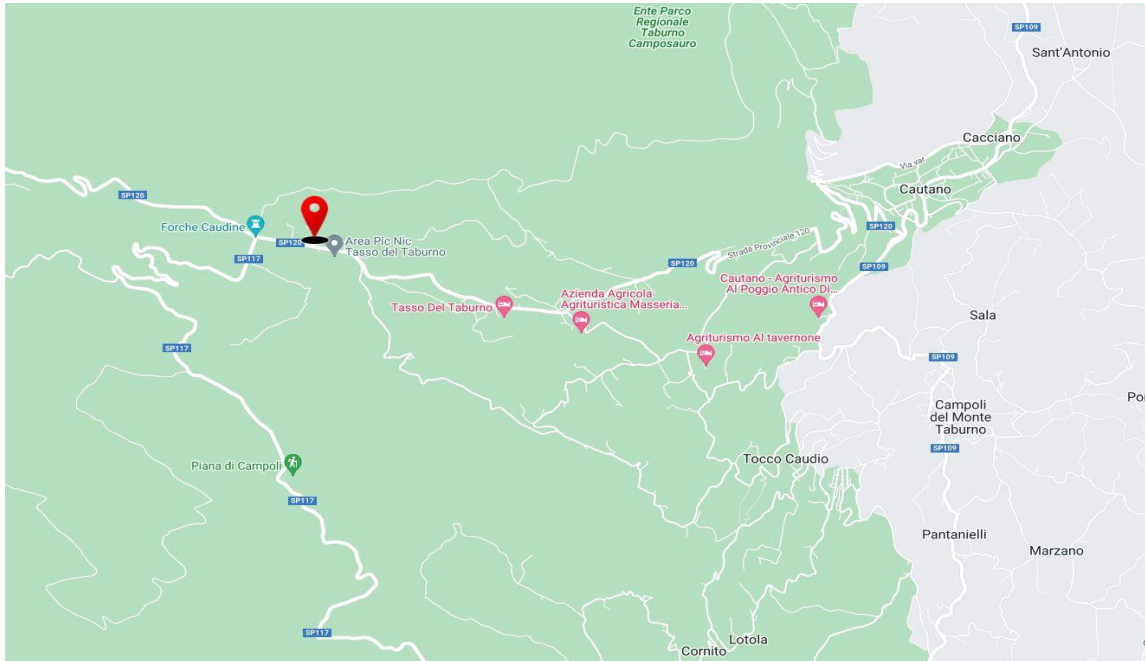 Ente Parco
Regionale
Taburno
Camposauro
SP109
Sant'Antonio
Cacciano
Via var
Cautano
SP120
SP120
Forche Caudine
SP120
Area Pic Nic
Tasso del Taburno
SP117
Strada Provinciale 120
SP120
SP109
Cautano - Agriturismo
Al Poggio Antico Di...
Azienda Agricola
Agrituristica Masseria...
Tasso Del Taburno
Sala
Agriturismo Al tavernone
SP117
SP109
Campoli
del Monte
Taburno
SP109
Piana di Campoli
Tocco Caudio
SP117
Pantanielli
Marzano
SP117
Lotola
Cornito